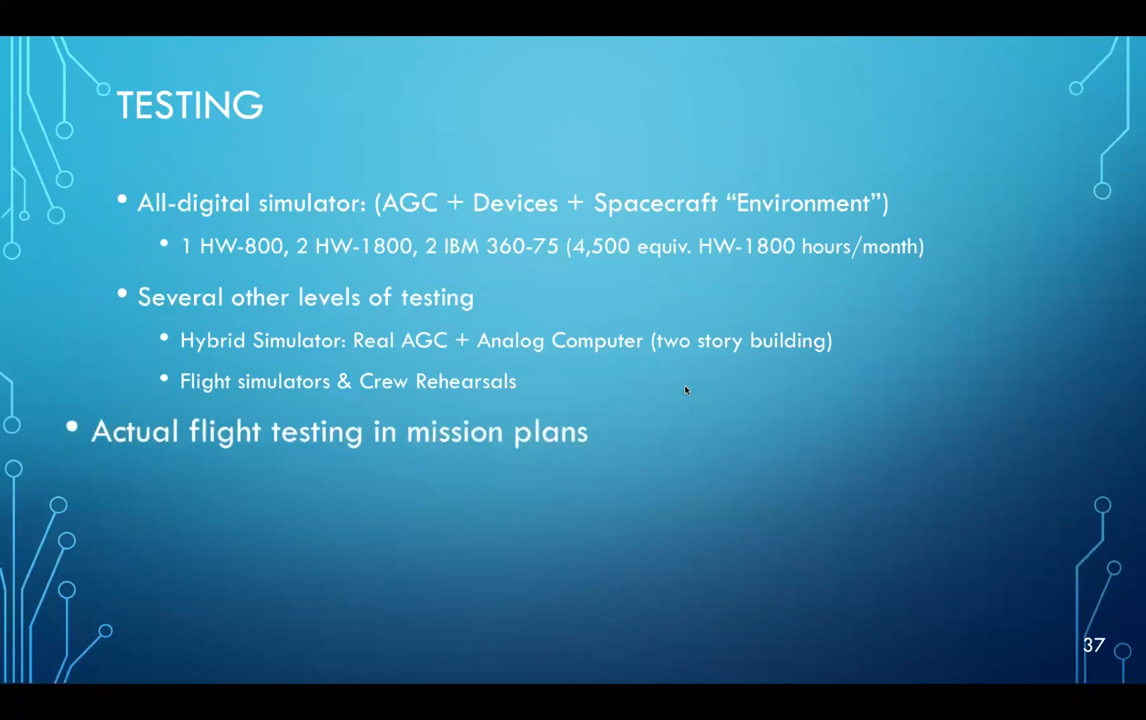 TESTING
• All-digital simulator: (AGC + Devices + Spacecraft “Environment”)
• 1 HW-800, 2 HW-1800, 2 IBM 360-75 (4,500 equiv. HW-1800 hours/month)
• Several other levels of testing
• Hybrid Simulator: Real AGC + Analog Computer (two story building)
• Flight simulators & Crew Rehearsals
• Actual flight testing in mission plans
37